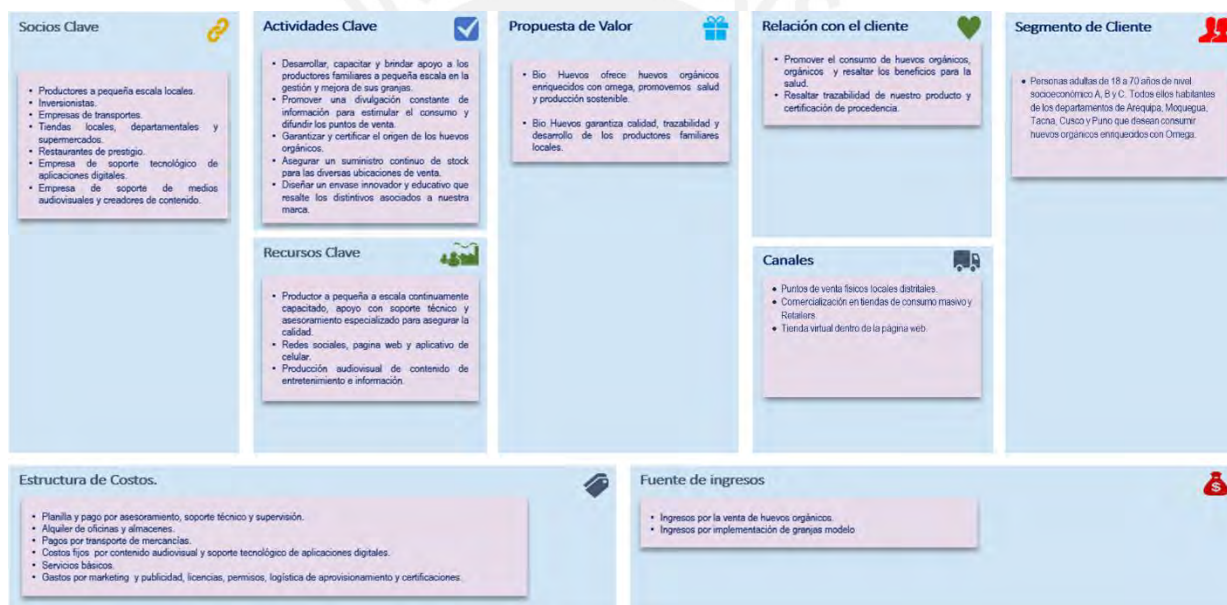 Socios Clave
• Productores a pequeña escala locales.
• Inversionistas.
• Empresas de transportes.
• Tiendas locales, departamentales y
supermercados.
• Restaurantes de prestigio.
• Empresa de soporte tecnológico de
aplicaciones digitales.
• Empresa de soporte de medios
audiovisuales y creadores de contenido.
Actividades Clave
• Desarrollar, capacitar y brindar apoyo a los
productores familiares a pequeña escala en la
gestión y mejora de sus granjas.
• Promover una divulgación constante de
información para estimular el consumo y
difundir los puntos de venta.
• Garantizar y certificar el origen de los huevos
orgánicos.
• Asegurar un suministro continuo de stock
para las diversas ubicaciones de venta.
• Diseñar un envase innovador y educativo que
resalte los distintivos asociados a nuestra
marca.
Recursos Clave
• Productor a pequeña a escala continuamente
capacitado, apoyo con soporte técnico y
asesoramiento especializado para asegurar la
calidad.
• Redes sociales, pagina web y aplicativo de
celular.
• Producción audiovisual de contenido de
entretenimiento e información.
Propuesta de Valor
• Bio Huevos ofrece huevos orgánicos
enriquecidos con omega, promovemos salud
y producción sostenible.
• Bio Huevos garantiza calidad, trazabilidad y
desarrollo de los productores familiares
locales.
Relación con el cliente
• Promover el consumo de huevos orgánicos,
orgánicos y resaltar los beneficios para la
salud.
• Resaltar trazabilidad de nuestro producto y
certificación de procedencia.
Canales
• Puntos de venta físicos locales distritales.
• Comercialización en tiendas de consumo masivo y
Retailers.
• Tienda virtual dentro de la página web.
Segmento de Cliente
• Personas adultas de 18 a 70 años de nivel
socioeconómico A, B y C. Todos ellos habitantes
de los departamentos de Arequipa, Moquegua,
Tacna, Cusco y Puno que desean consumir
huevos orgánicos enriquecidos con Omega.
Estructura de Costos.
• Planilla y pago por asesoramiento, soporte técnico y supervisión.
• Alquiler de oficinas y almacenes.
• Pagos por transporte de mercancías.
• Costos fijos por contenido audiovisual y soporte tecnológico de aplicaciones digitales.
• Servicios básicos.
• Gastos por marketing y publicidad, licencias, permisos, logística de aprovisionamiento y certificaciones.
Fuente de ingresos
• Ingresos por la venta de huevos orgánicos.
• Ingresos por implementación de granjas modelo